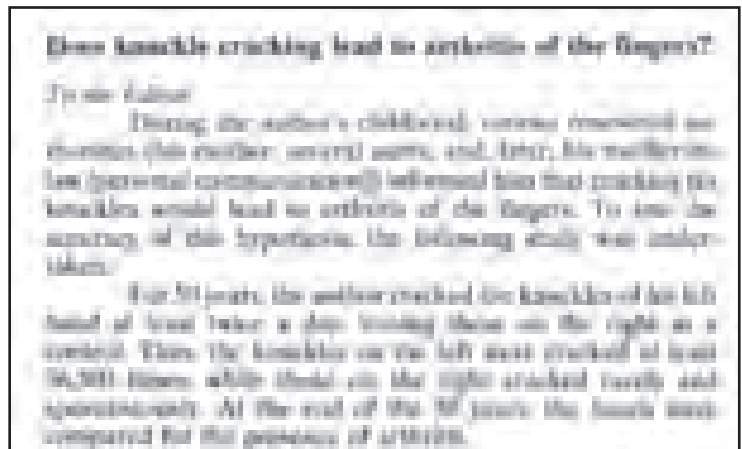 Does knuckle cracking lead to arthritis of the fingers?
To the Editor:
During the author's childhood, various renowned au-
thorities (his mother, several aunts, and, later, his mother-in-
law [personal communication]) informed him that cracking his
knuckles would lead to arthritis of the fingers. To test the
accuracy of this hypothesis, the following study was under-
taken.
For 50 years, the author cracked the knuckles of his left
hand at least twice a day, leaving those on the right as a
control. Thus, the knuckles on the left were cracked at least
36,500 times, while those on the right cracked rarely and
spontaneously. At the end of the 50 years, the hands were
compared for the presence of arthritis.